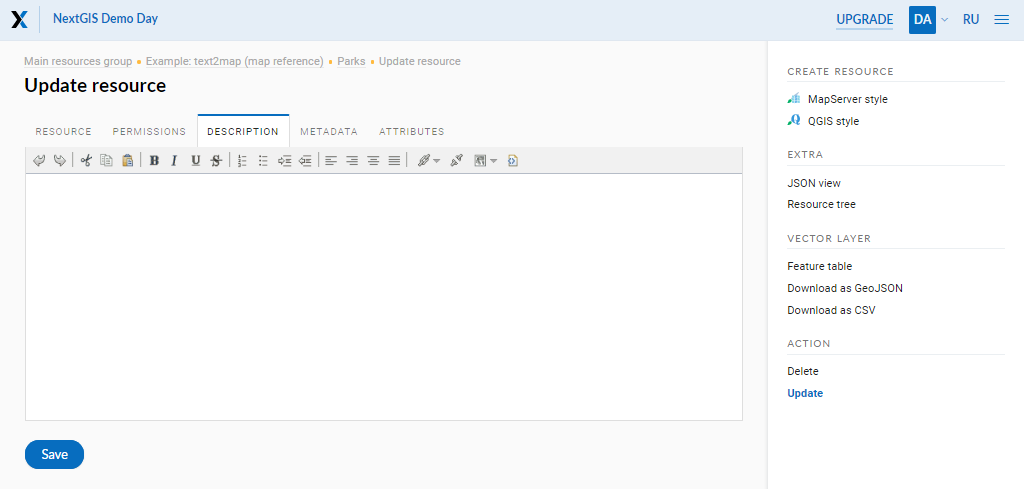 NextGIS Demo Day
UPGRADE DA RU
Main resources group Example: text2map (map reference) Parks Update resource
Update resource
RESOURCE PERMISSIONS DESCRIPTION METADATA ATTRIBUTES
B I U S
Save
CREATE RESOURCE
MapServer style
QGIS style
EXTRA
JSON view
Resource tree
VECTOR LAYER
Feature table
Download as GeoJSON
Download as CSV
ACTION
Delete
Update